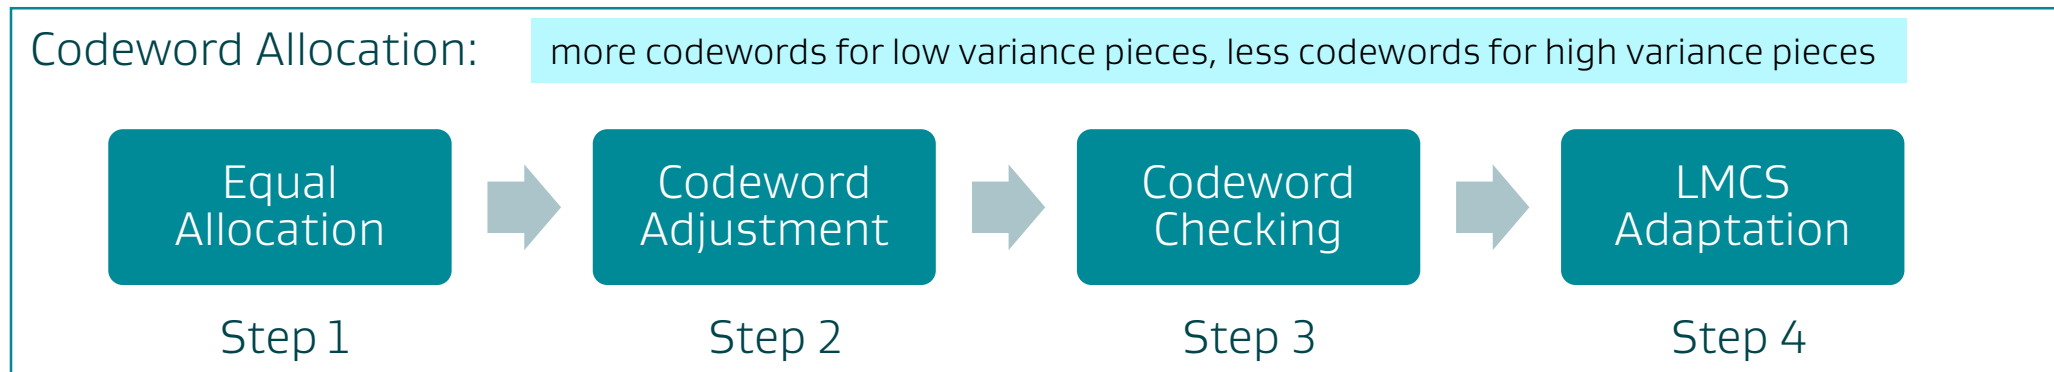 Codeword Allocation: more codewords for low variance pieces, less codewords for high variance pieces
Equal
Allocation
Codeword
Adjustment
Codeword
Checking
LMCS
Adaptation
Step 1
Step 2
Step 3
Step 4